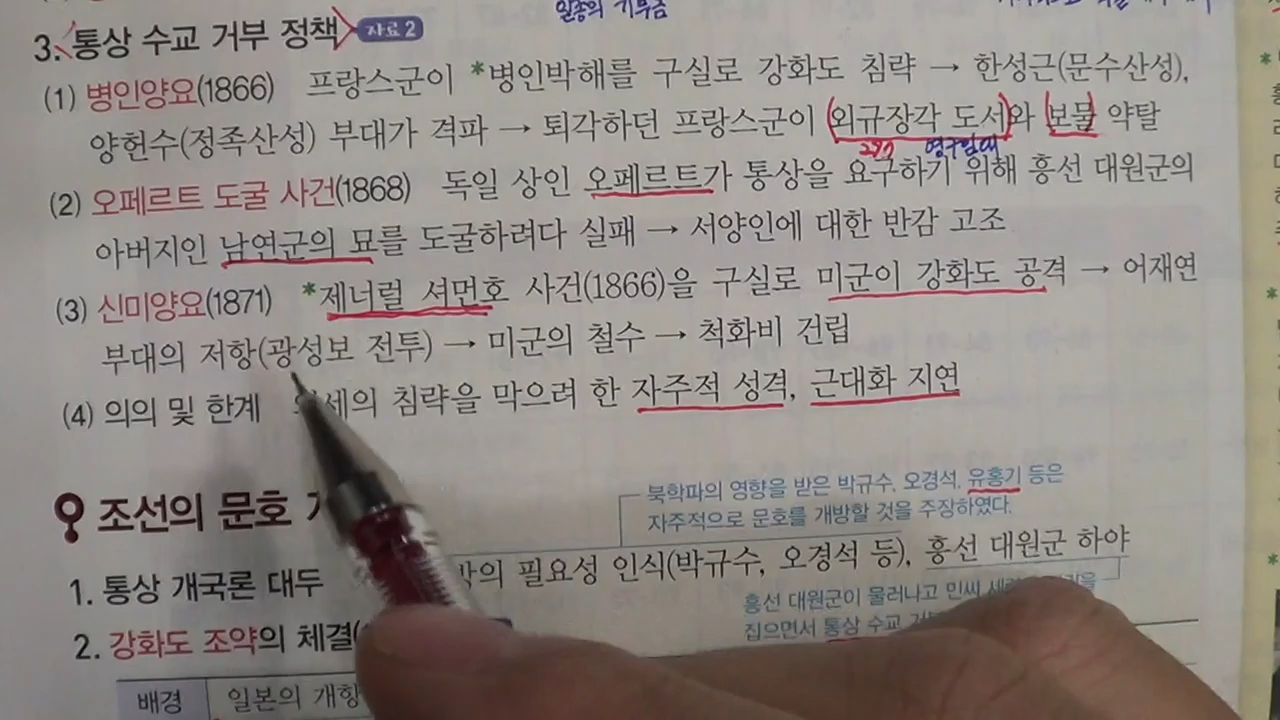 일종의 기부금
3. 통상 수교 거부 정책 자료 2
(1) 병인양요(1866) 프랑스군이 *병인박해를 구실로 강화도 침략 → 한성근(문수산성),
양헌수(정족산성) 부대가 격파 → 퇴각하던 프랑스군이 (외규장각 도서)와 (보물) 약탈
297 영구임대
(2) 오페르트 도굴 사건(1868) 독일 상인 오페르트가 통상을 요구하기 위해 흥선 대원군의
아버지인 남연군의 묘를 도굴하려다 실패 → 서양인에 대한 반감 고조
(3) 신미양요(1871) *제너럴 셔먼호 사건(1866)을 구실로 미군이 강화도 공격 → 어재연
부대의 저항(광성보 전투) → 미군의 철수 → 척화비 건립
(4) 의의 및 한계 침략을 막으려 한 자주적 성격, 근대화 지연
북학파의 영향을 받은 박규수, 오경석, 유홍기 등은
자주적으로 문호를 개방할 것을 주장하였다.
조선의 문호
1. 통상 개국론 대두 필요성 인식(박규수, 오경석 등), 흥선 대원군 하야
흥선 대원군이 물러나고 민씨
집으면서 통상 수교
2. 강화도 조약의 체결(
배경 일본의 개항